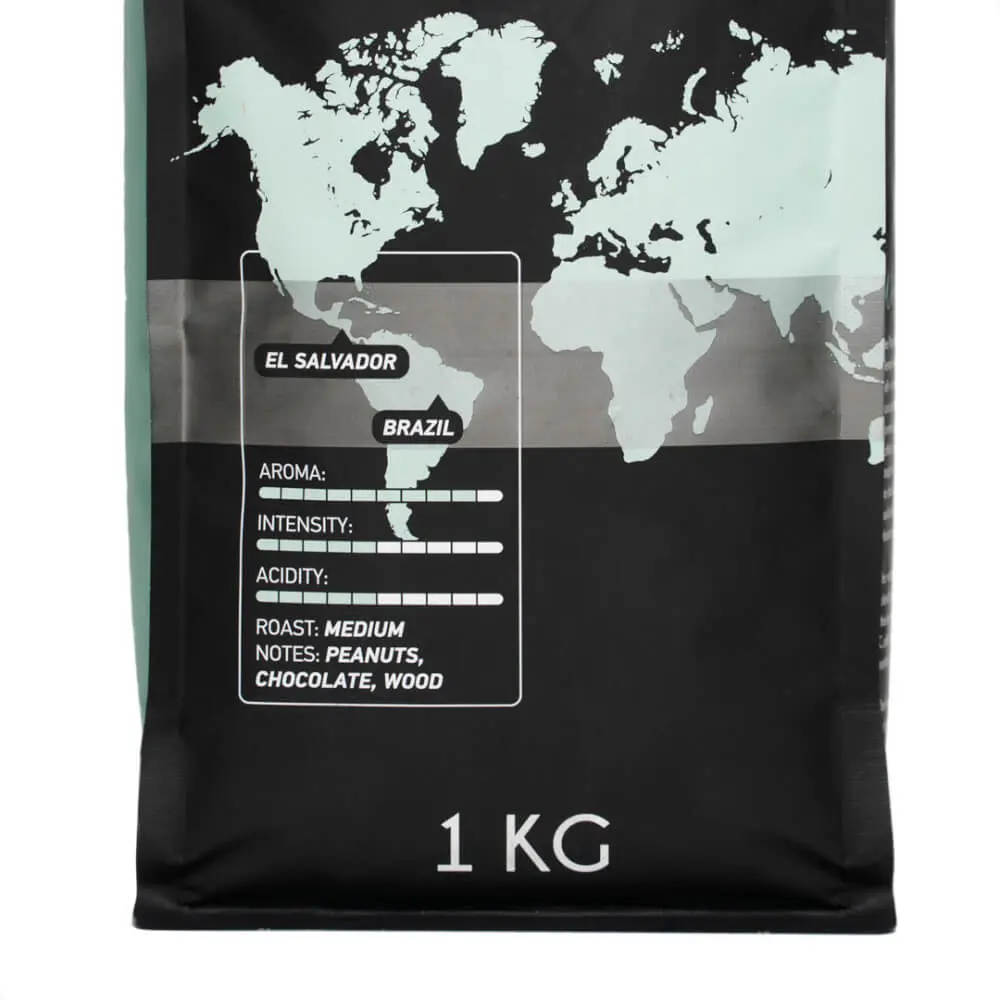 EL SALVADOR
BRAZIL
AROMA:
INTENSITY:
ACIDITY:
ROAST: MEDIUM
NOTES: PEANUTS,
CHOCOLATE, WOOD
1 KG